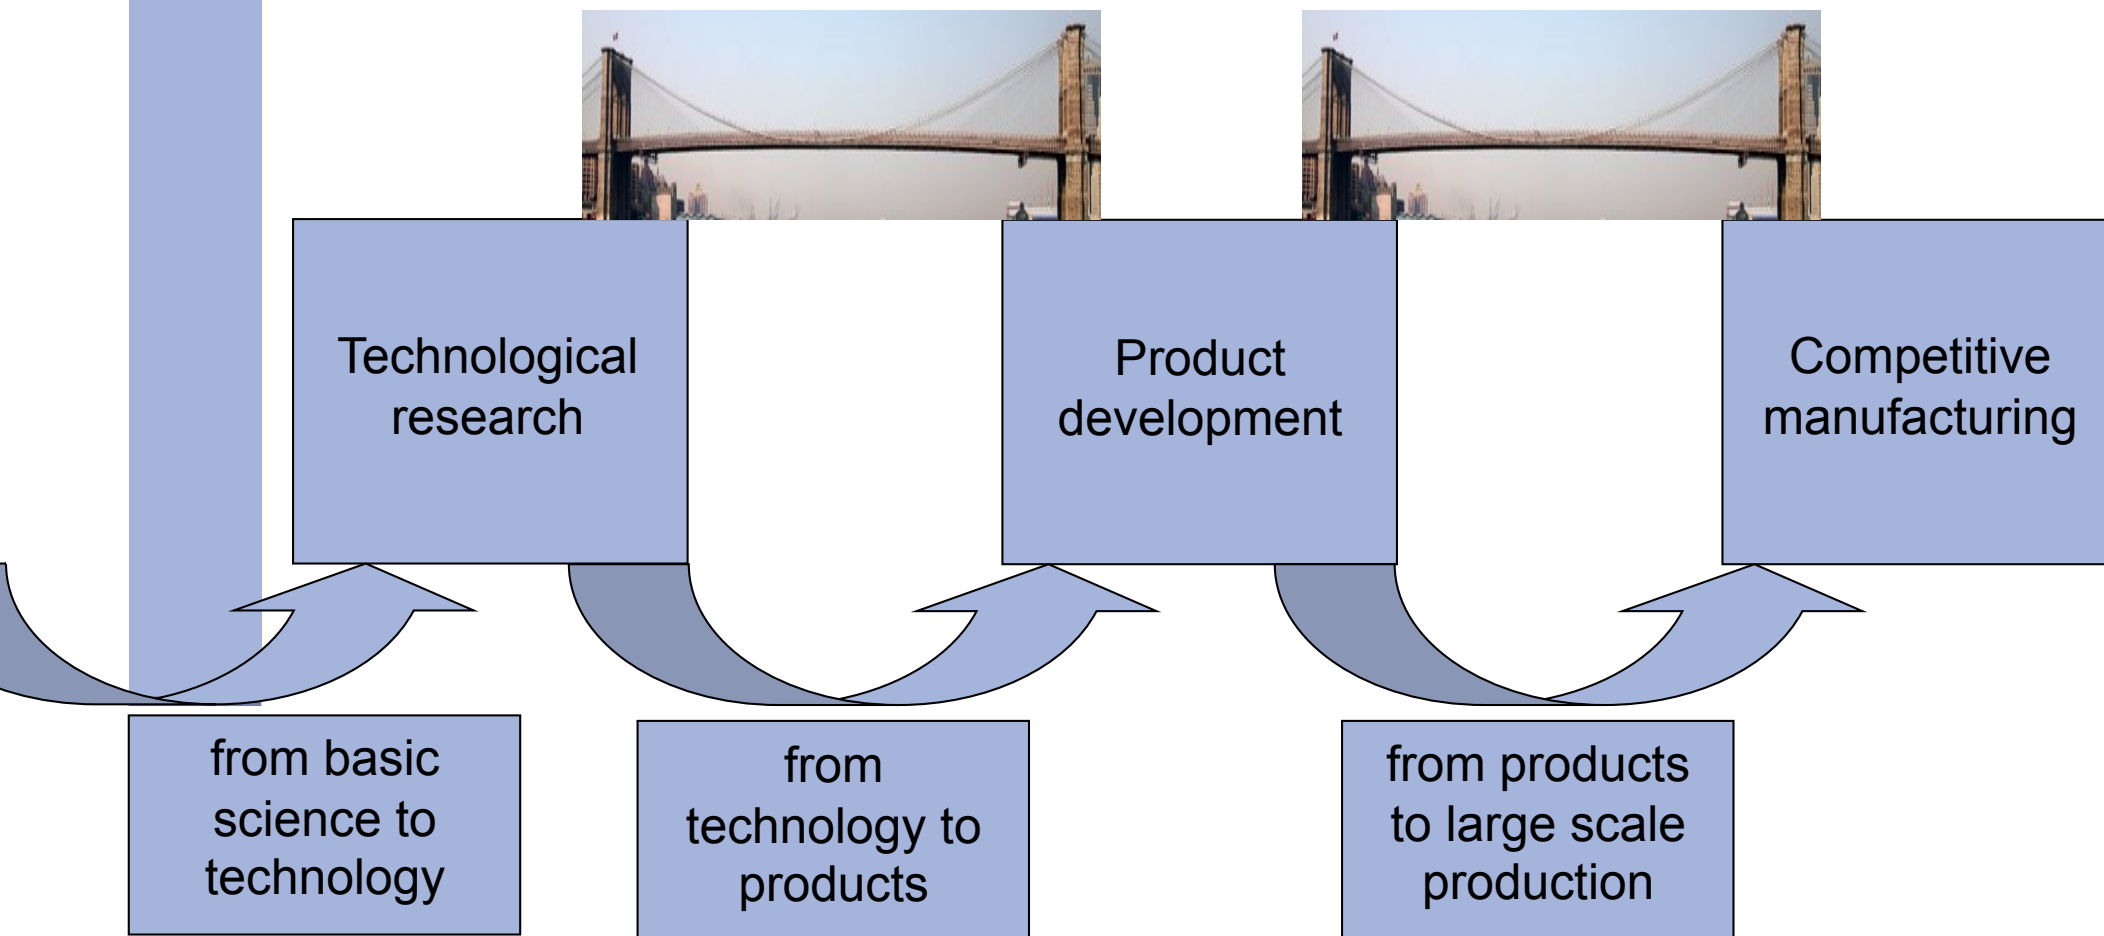 Technological
research
Product
development
Competitive
manufacturing
from basic
science to
technology
from
technology to
products
from products
to large scale
production